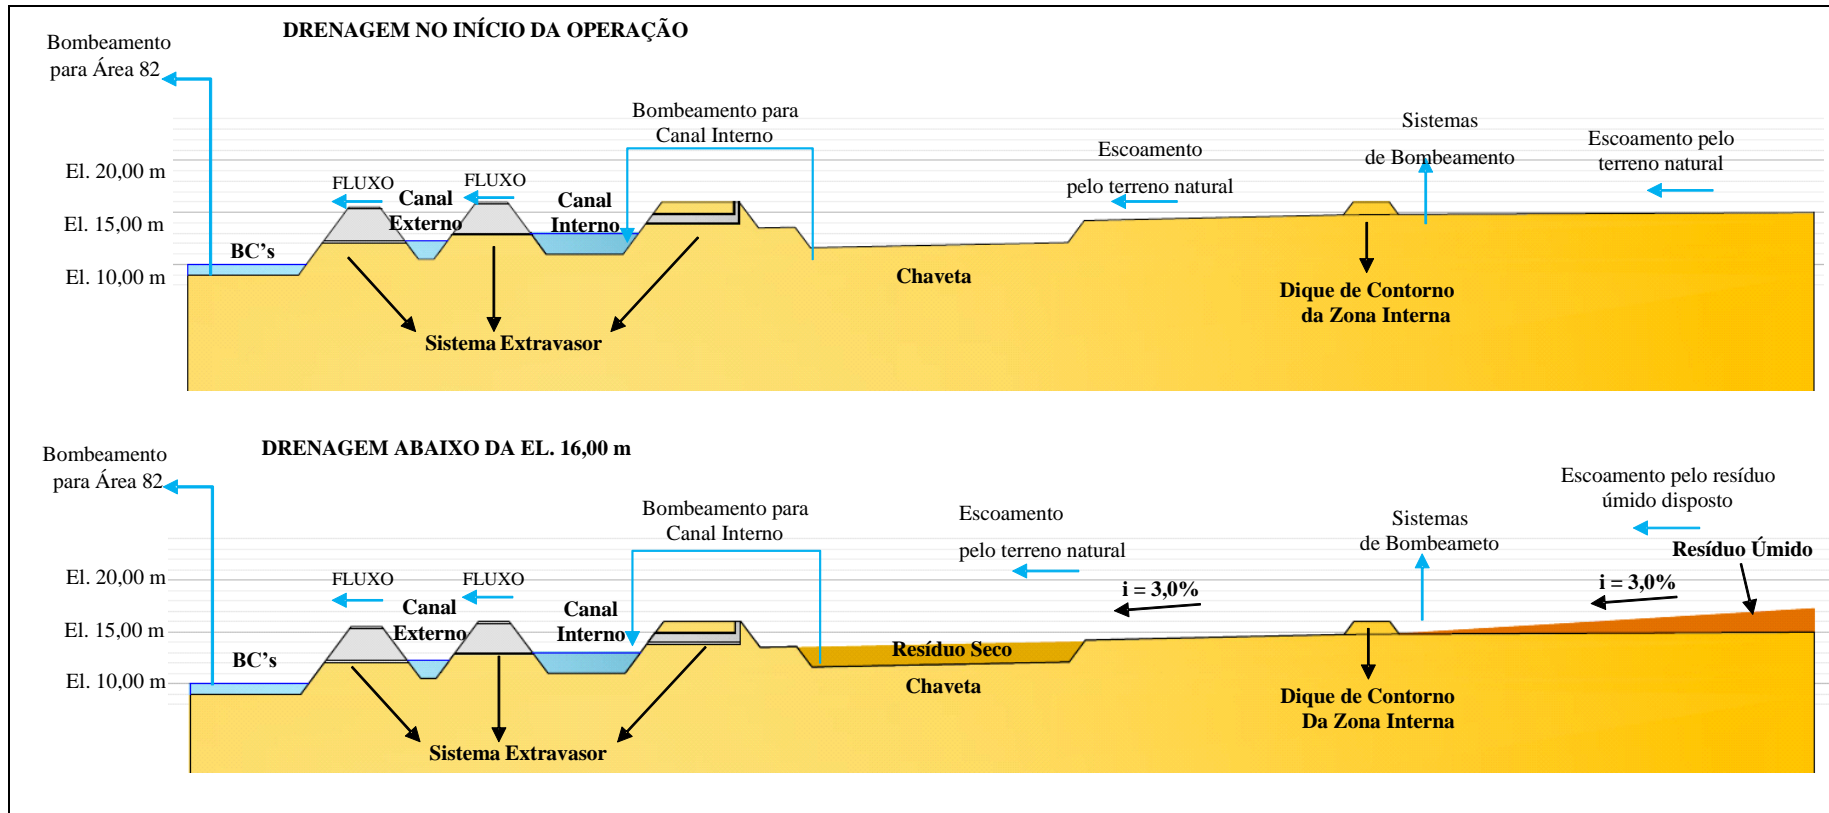 DRENAGEM NO INÍCIO DA OPERAÇÃO
Bombeamento
para Área 82
Bombeamento para
Canal Interno
Sistemas
de Bombeamento
Escoamento pelo
terreno natural
Escoamento
pelo terreno natural
El. 20,00 m
FLUXO
FLUXO
Canal
Externo
Canal
Interno
El. 15,00 m
BC's
El. 10,00 m
Chaveta
Dique de Contorno
da Zona Interna
Sistema Extravasor
DRENAGEM ABAIXO DA EL. 16,00 m
Bombeamento
para Área 82
Bombeamento para
Canal Interno
Escoamento
pelo terreno natural
Sistemas
de Bombeameto
Escoamento pelo resíduo
úmido disposto
Resíduo Úmido
El. 20,00 m
FLUXO
FLUXO
i = 3,0%
i = 3,0%
Canal
Externo
Canal
Interno
El. 15,00 m
BC's
Resíduo Seco
El. 10,00 m
Chaveta
Dique de Contorno
Da Zona Interna
Sistema Extravasor